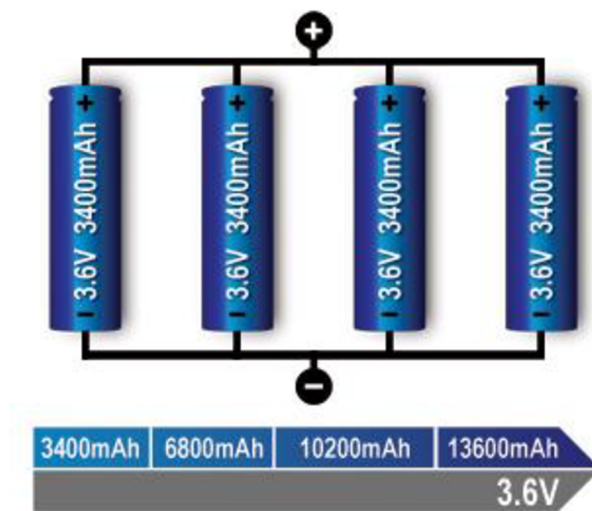 +
+ + + +
3.6V 3400mAh
3.6V 3400mAh
3.6V 3400mAh
3.6V 3400mAh
− − − −
−
3400mAh 6800mAh 10200mAh 13600mAh
3.6V